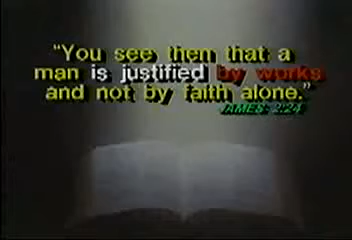 “You see then that a
man is justified by works
and not by faith alone.”
JAMES: 2:24